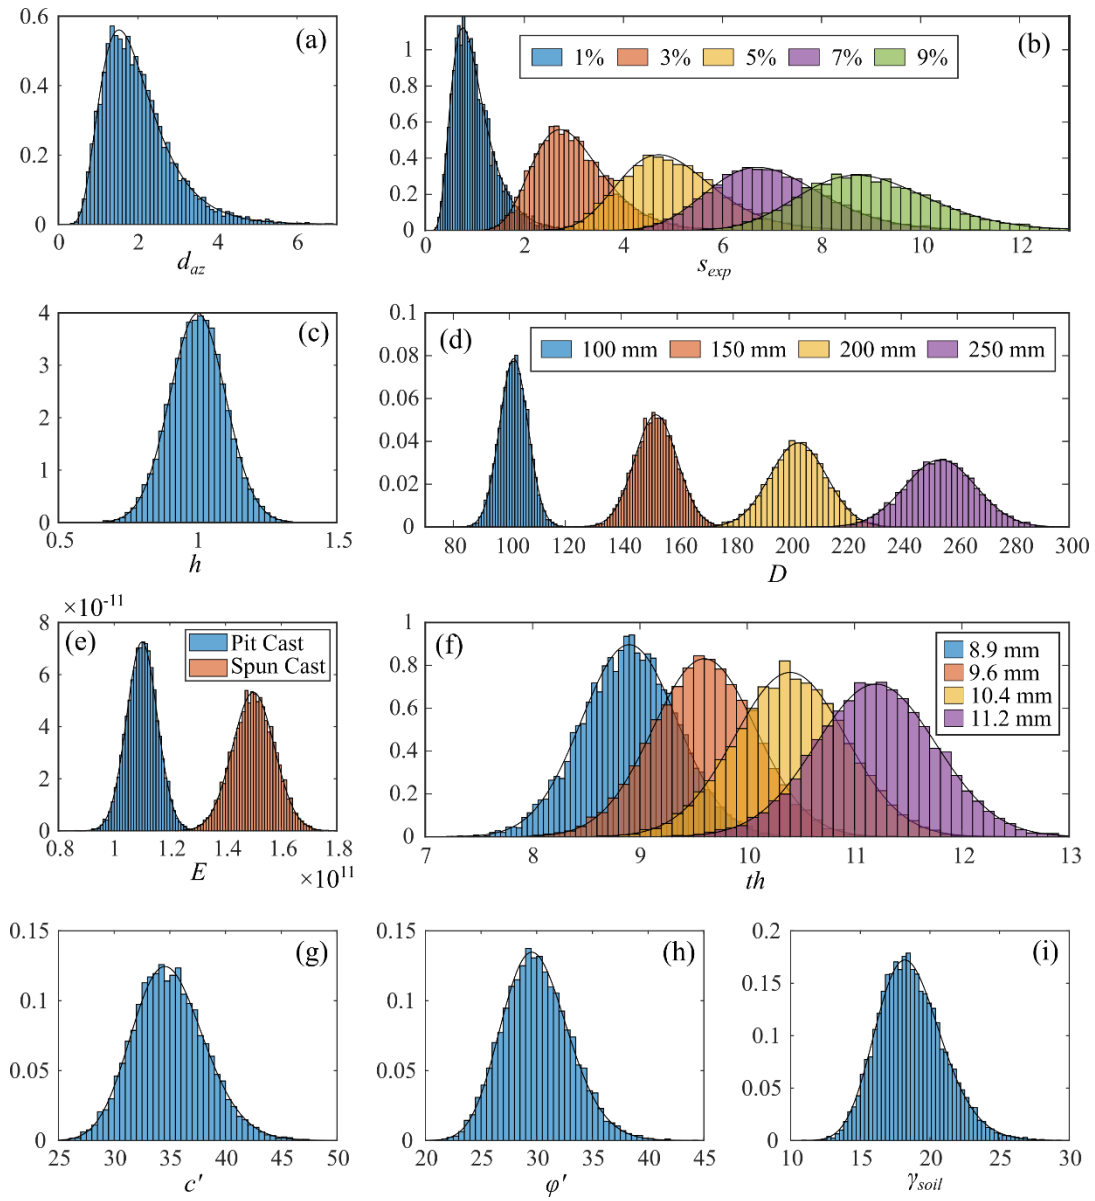 0.6
0.4
0.2
0
(a)
0 2 4 6
d_az
1
0.8
0.6
0.4
0.2
0
1% 3% 5% 7% 9%
(b)
0 2 4 6 8 10 12
s_exp
4
3
2
1
0
(c)
0.5 1 1.5
h
0.1
0.08
0.06
0.04
0.02
0
(d)
100 mm 150 mm 200 mm 250 mm
80 100 120 140 160 180 200 220 240 260 280 300
D
×10⁻¹¹
8
6
4
2
0
(e)
Pit Cast
Spun Cast
0.8 1 1.2 1.4 1.6 1.8
E
×10¹¹
1
0.8
0.6
0.4
0.2
0
(f)
8.9 mm
9.6 mm
10.4 mm
11.2 mm
7 8 9 10 11 12 13
th
0.15
0.1
0.05
0
(g)
25 30 35 40 45 50
c′
0.15
0.1
0.05
0
(h)
20 25 30 35 40 45
φ′
0.2
0.15
0.1
0.05
0
(i)
10 15 20 25 30
γ_soil